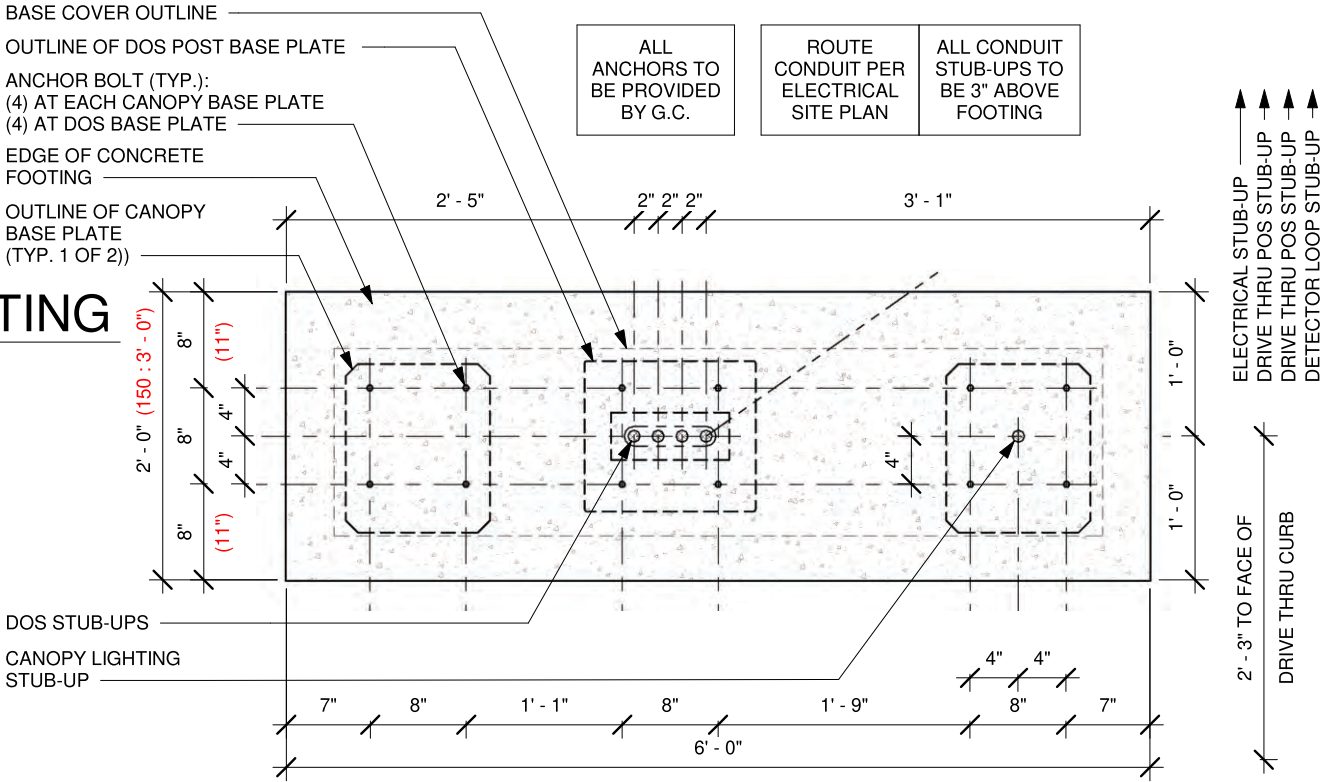 BASE COVER OUTLINE
OUTLINE OF DOS POST BASE PLATE
ANCHOR BOLT (TYP.):
(4) AT EACH CANOPY BASE PLATE
(4) AT DOS BASE PLATE
EDGE OF CONCRETE
FOOTING
OUTLINE OF CANOPY
BASE PLATE
(TYP. 1 OF 2))
TING
ALL
ANCHORS TO
BE PROVIDED
BY G.C.
ROUTE
CONDUIT PER
ELECTRICAL
SITE PLAN
ALL CONDUIT
STUB-UPS TO
BE 3" ABOVE
FOOTING
ELECTRICAL STUB-UP
DRIVE THRU POS STUB-UP
DRIVE THRU POS STUB-UP
DETECTOR LOOP STUB-UP
2' - 5"
2"
2"
2"
3' - 1"
2' - 0" (150 : 3' - 0")
8"
(11")
8"
8"
(11")
4"
4"
4"
1' - 0"
1' - 0"
2' - 3" TO FACE OF
DRIVE THRU CURB
DOS STUB-UPS
CANOPY LIGHTING
STUB-UP
4"
4"
7"
8"
1' - 1"
8"
1' - 9"
8"
7"
6' - 0"